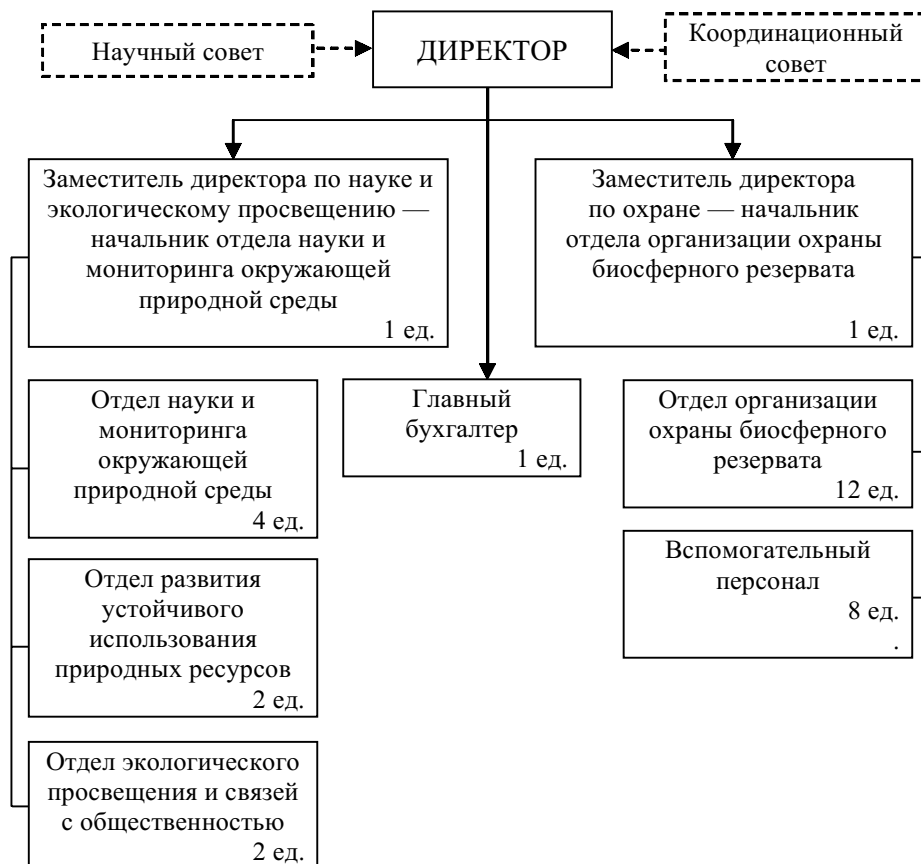 Научный совет
ДИРЕКТОР
Координационный
совет
Заместитель директора по науке и
экологическому просвещению —
начальник отдела науки и
мониторинга окружающей
природной среды
1 ед.
Заместитель директора
по охране — начальник
отдела организации охраны
биосферного резервата
1 ед.
Отдел науки и
мониторинга
окружающей
природной среды
4 ед.
Главный
бухгалтер
1 ед.
Отдел организации
охраны биосферного
резервата
12 ед.
Отдел развития
устойчивого
использования
природных ресурсов
2 ед.
Вспомогательный
персонал
8 ед.
.
Отдел экологического
просвещения и связей
с общественностью
2 ед.